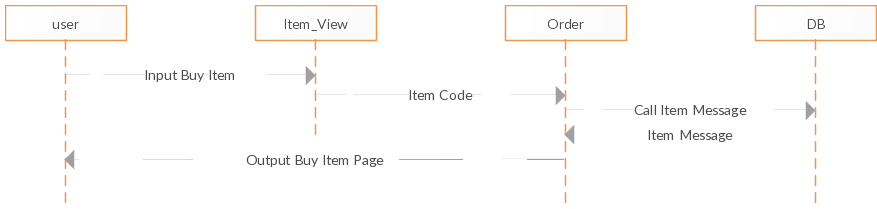 user
Item_View
Order
DB
Input Buy Item
Item Code
Call Item Message
Item Message
Output Buy Item Page